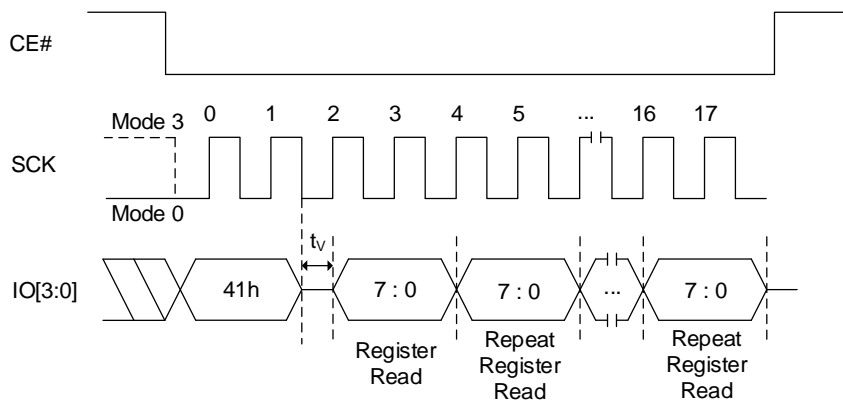 CE#
0 1 2 3 4 5 ... 16 17
Mode 3
SCK
Mode 0
tV
IO[3:0]
41h
7 : 0
7 : 0
...
7 : 0
Register
Read
Repeat
Register
Read
Repeat
Register
Read